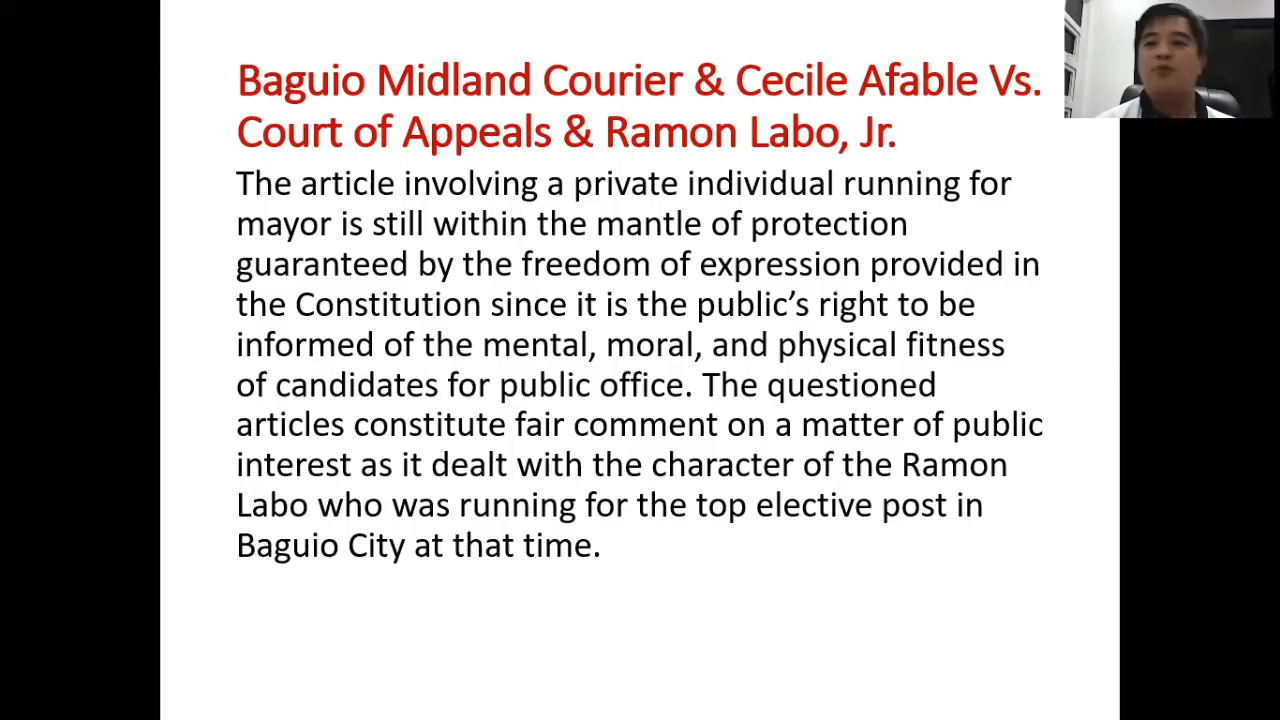 Baguio Midland Courier & Cecile Afable Vs.
Court of Appeals & Ramon Labo, Jr.
The article involving a private individual running for
mayor is still within the mantle of protection
guaranteed by the freedom of expression provided in
the Constitution since it is the public’s right to be
informed of the mental, moral, and physical fitness
of candidates for public office. The questioned
articles constitute fair comment on a matter of public
interest as it dealt with the character of the Ramon
Labo who was running for the top elective post in
Baguio City at that time.